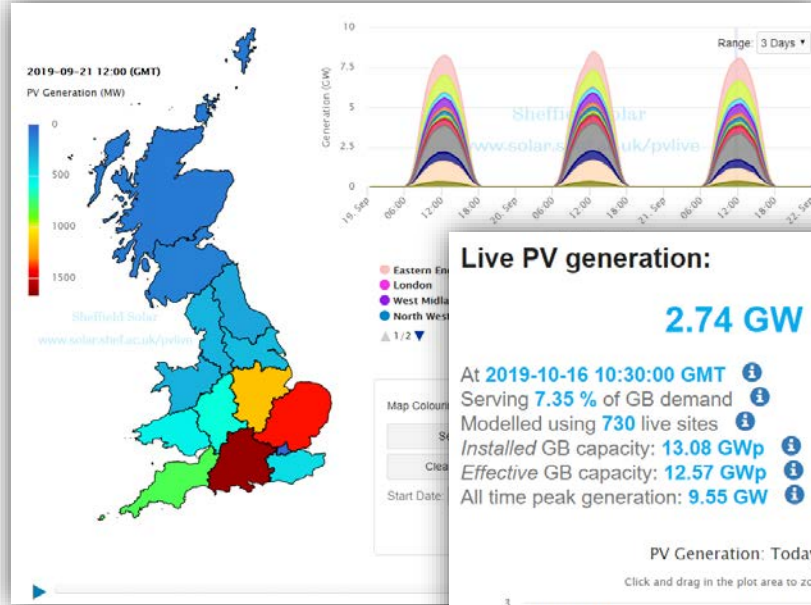 2019-09-21 12:00 (GMT)
PV Generation (MW)
0
500
1000
1500
Sheffield Solar
www.solar.shef.ac.uk/pvlive
10
7.5
5
2.5
0
Generation (GW)
Range: 3 Days
Sheffield Solar
www.solar.s uk/pvlive
19. Sep 06:00 12:00 18:00 20. Sep 06:00 12:00 18:00 21. Sep 06:00 12:00 18:00 22. Sep
Eastern En
London
West Midla
North West
1/2
Map Colouri
Se
Clea
Start Date:
Live PV generation:
2.74 GW
At 2019-10-16 10:30:00 GMT
Serving 7.35 % of GB demand
Modelled using 730 live sites
Installed GB capacity: 13.08 GWp
Effective GB capacity: 12.57 GWp
All time peak generation: 9.55 GW
PV Generation: Today
Click and drag in the plot area to zo
3